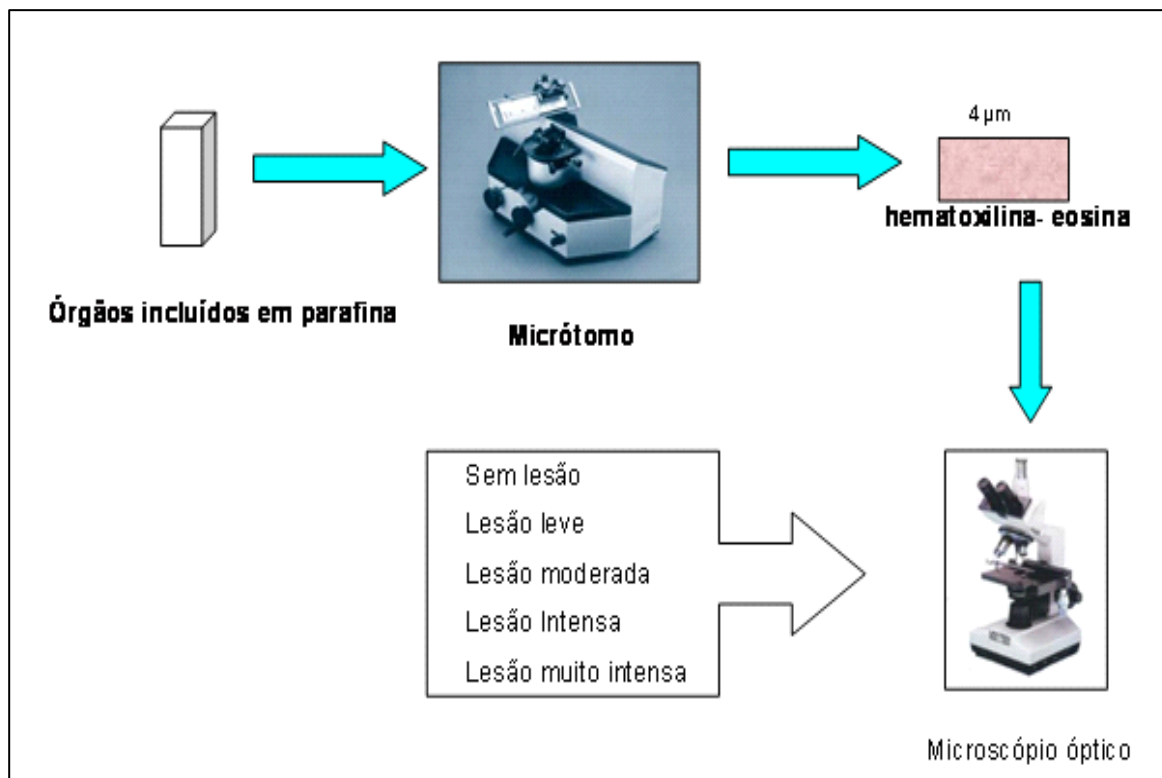 4 µm
hematoxilina- eosina
Órgãos incluídos em parafina
Micrótomo
Sem lesão
Lesão leve
Lesão moderada
Lesão Intensa
Lesão muito intensa
Microscópio óptico